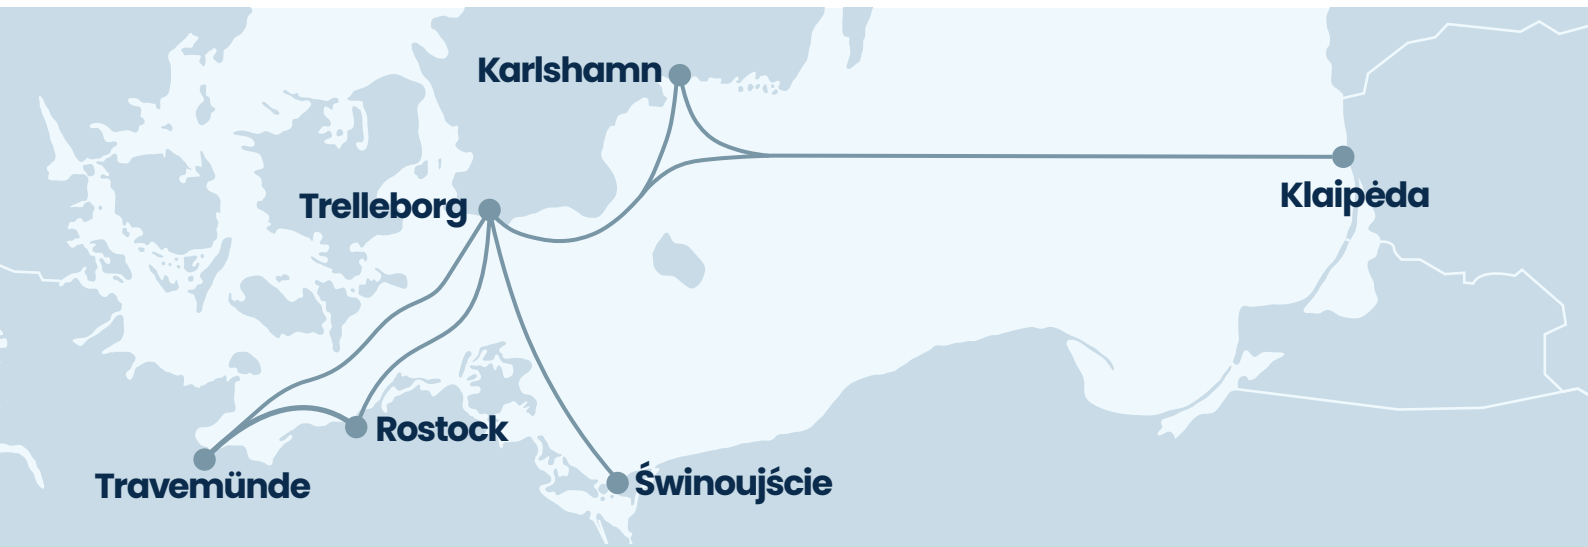 Karlshamn
Klaipėda
Trelleborg
Rostock
Travemünde
Świnoujście